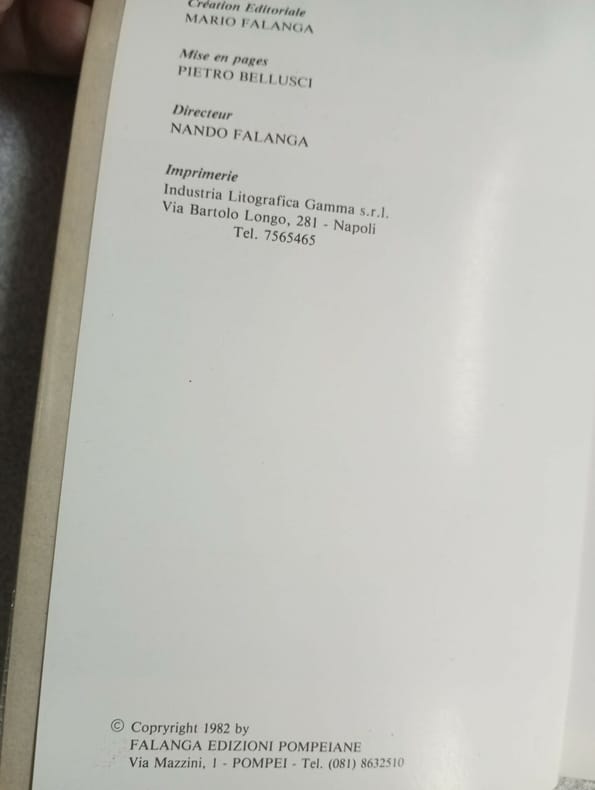 Création Editoriale
MARIO FALANGA
Mise en pages
PIETRO BELLUSCI
Directeur
NANDO FALANGA
Imprimerie
Industria Litografica Gamma s.r.l.
Via Bartolo Longo, 281 - Napoli
Tel. 7565465
© Copryright 1982 by
FALANGA EDIZIONI POMPEIANE
Via Mazzini, 1 - POMPEI - Tel. (081) 8632510